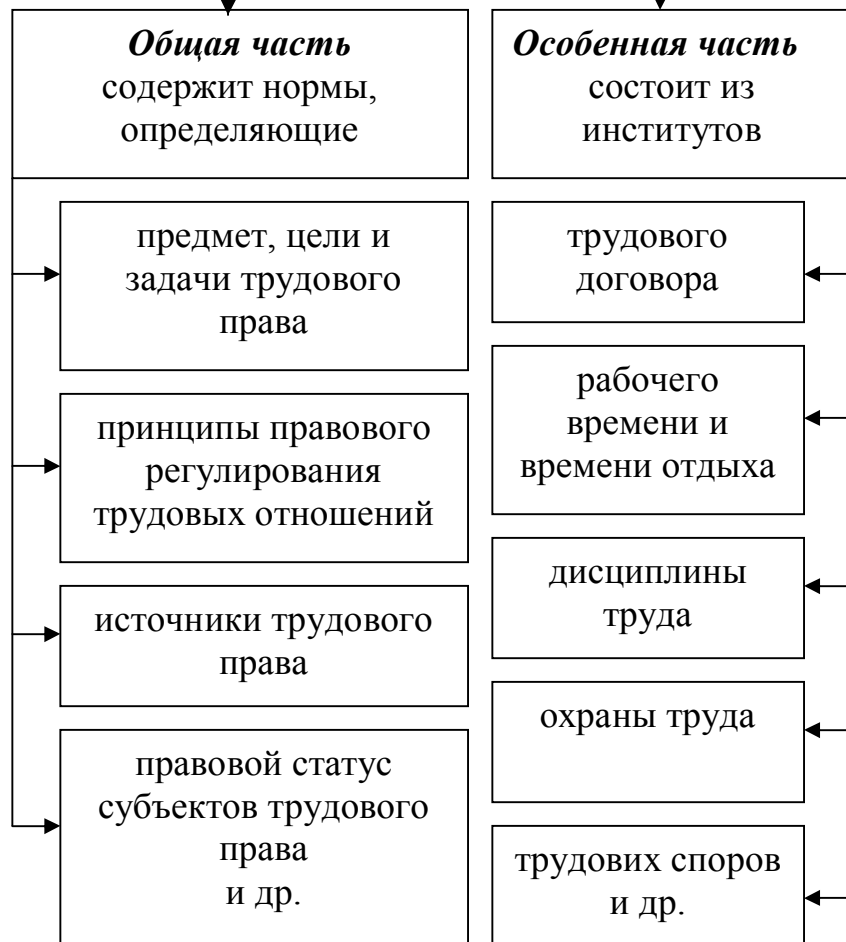 Общая часть
содержит нормы,
определяющие
предмет, цели и
задачи трудового
права
принципы правового
регулирования
трудовых отношений
источники трудового
права
правовой статус
субъектов трудового
права
и др.
Особенная часть
состоит из
институтов
трудового
договора
рабочего
времени и
времени отдыха
дисциплины
труда
охраны труда
трудових споров
и др.